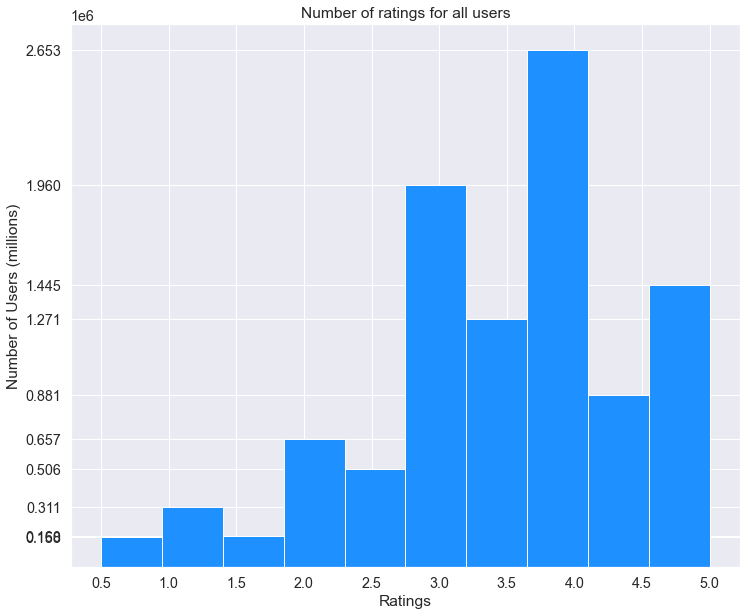 Number of ratings for all users
1e6
2.653
1.960
1.445
1.271
0.881
0.657
0.506
0.311
Number of Users (millions)
0.5 1.0 1.5 2.0 2.5 3.0 3.5 4.0 4.5 5.0
Ratings